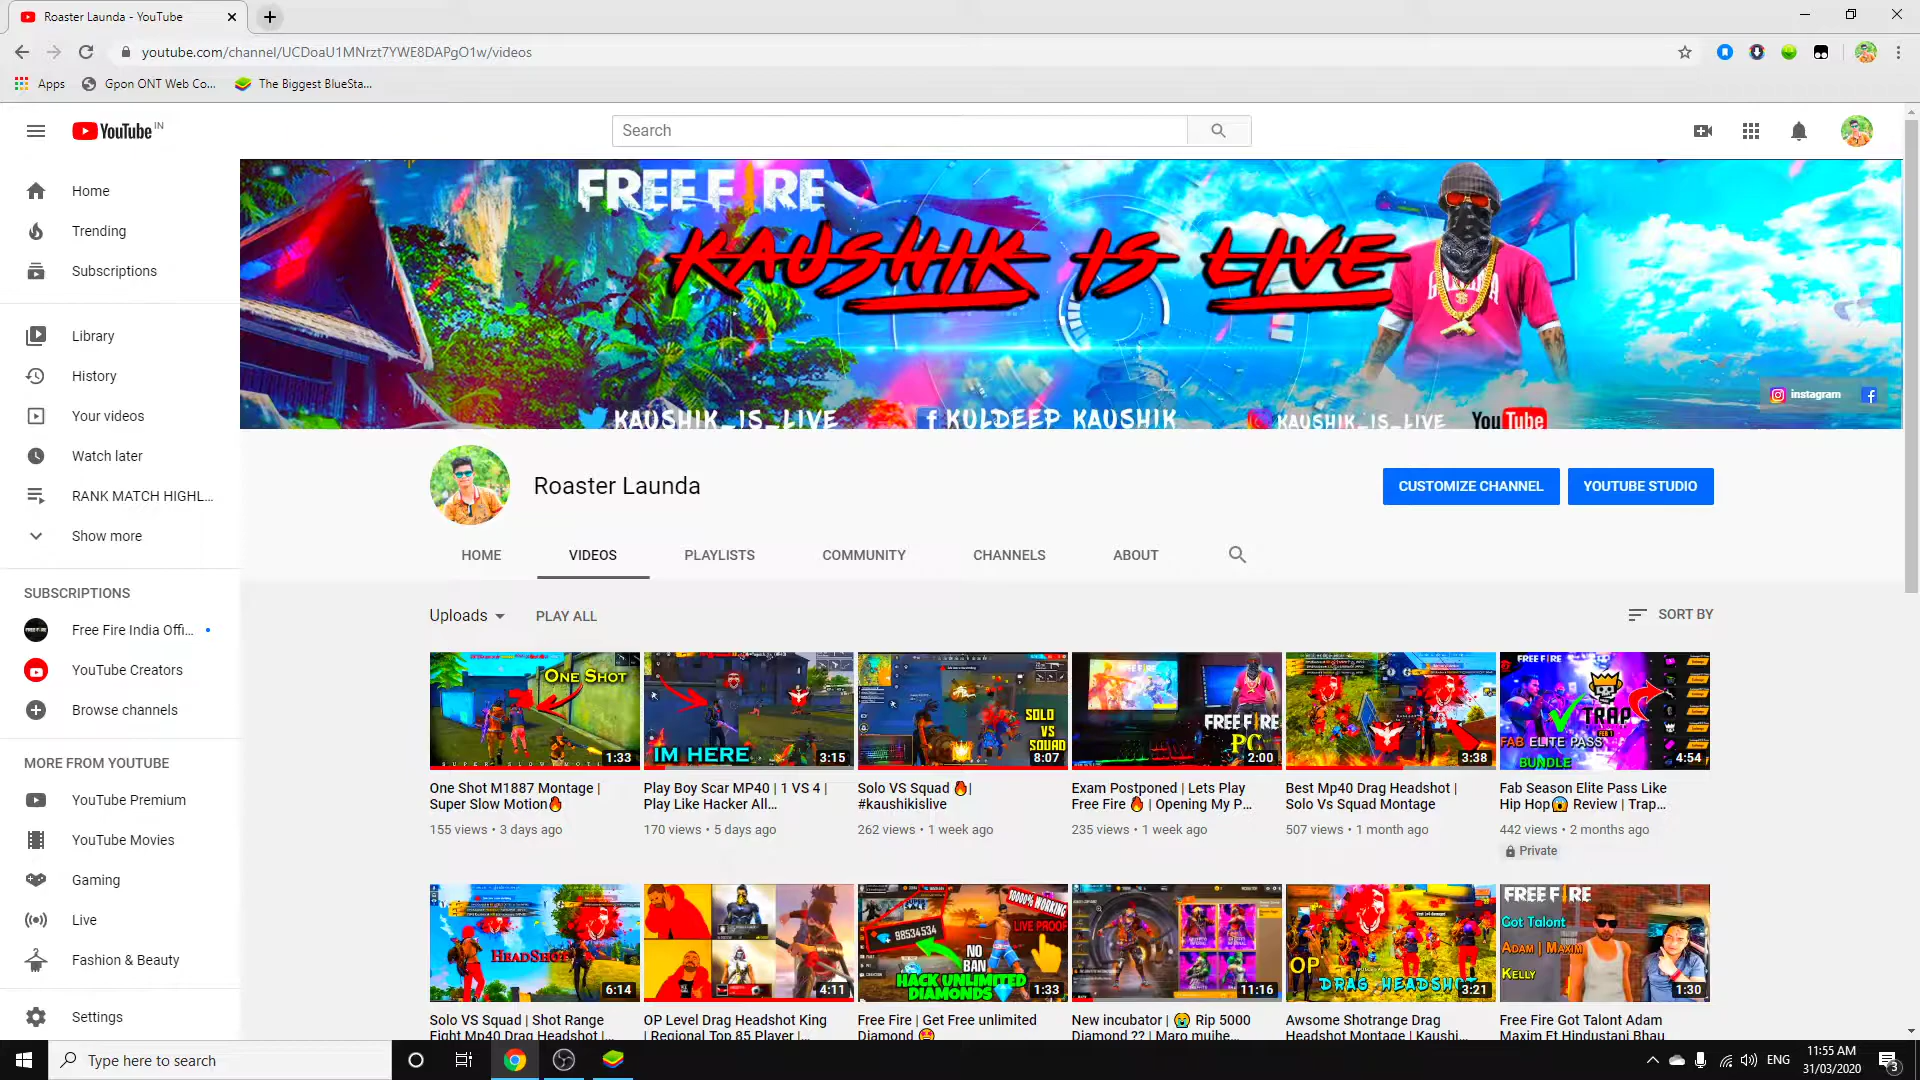 Roaster Launda - YouTube
youtube.com/channel/UCDoaU1MNrzt7YWE8DAPgO1w/videos
Apps
Gpon ONT Web Co...
The Biggest BlueSta...
YouTube IN
Search
Home
Trending
Subscriptions
Library
History
Your videos
Watch later
RANK MATCH HIGHL...
Show more
SUBSCRIPTIONS
Free Fire India Offi...
YouTube Creators
Browse channels
MORE FROM YOUTUBE
YouTube Premium
YouTube Movies
Gaming
Live
Fashion & Beauty
Settings
FREE FIRE
KAUSHIK IS LIVE
instagram
KAUSHIK_IS_LIVE
KULDEEP KAUSHIK
KAUSHIK_IS_LIVE
YouTube
Roaster Launda
CUSTOMIZE CHANNEL
YOUTUBE STUDIO
HOME
VIDEOS
PLAYLISTS
COMMUNITY
CHANNELS
ABOUT
Uploads
PLAY ALL
SORT BY
ONE SHOT
SUPER SLOW MOTI
1:33
One Shot M1887 Montage |
Super Slow Motion🔥
155 views • 3 days ago
IM HERE
3:15
Play Boy Scar MP40 | 1 VS 4 |
Play Like Hacker All...
170 views • 5 days ago
SOLO
VS
SQUAD
8:07
Solo VS Squad 🔥|
#kaushikislive
262 views • 1 week ago
FREE FIRE
PC
2:00
Exam Postponed | Lets Play
Free Fire 🔥 | Opening My P...
235 views • 1 week ago
3:38
Best Mp40 Drag Headshot |
Solo Vs Squad Montage
507 views • 1 month ago
FREE FIRE
TRAP
FAB ELITE PASS
BUNDLE
4:54
Fab Season Elite Pass Like
Hip Hop😱 Review | Trap...
442 views • 2 months ago
Private
HEADSHOT
6:14
Solo VS Squad | Shot Range
Fight Mp40 Drag Headshot |...
4:11
OP Level Drag Headshot King
| Regional Top 85 Player |...
10000% WORKING
LIVE PROOF
98534534
NO
BAN
HACK UNLIMITED
DIAMONDS
1:33
Free Fire | Get Free unlimited
Diamond 🤩
11:16
New incubator | 😭 Rip 5000
Diamond ?? | Maro mujhe...
OP
DRAG HEADSHOT
3:21
Awsome Shotrange Drag
Headshot Montage | Kaushi...
FREE FIRE
Got Talont
ADAM | MAXIM
KELLY
1:30
Free Fire Got Talont Adam
Maxim Ft Hindustani Bhau
Type here to search
ENG
11:55 AM
31/03/2020
3